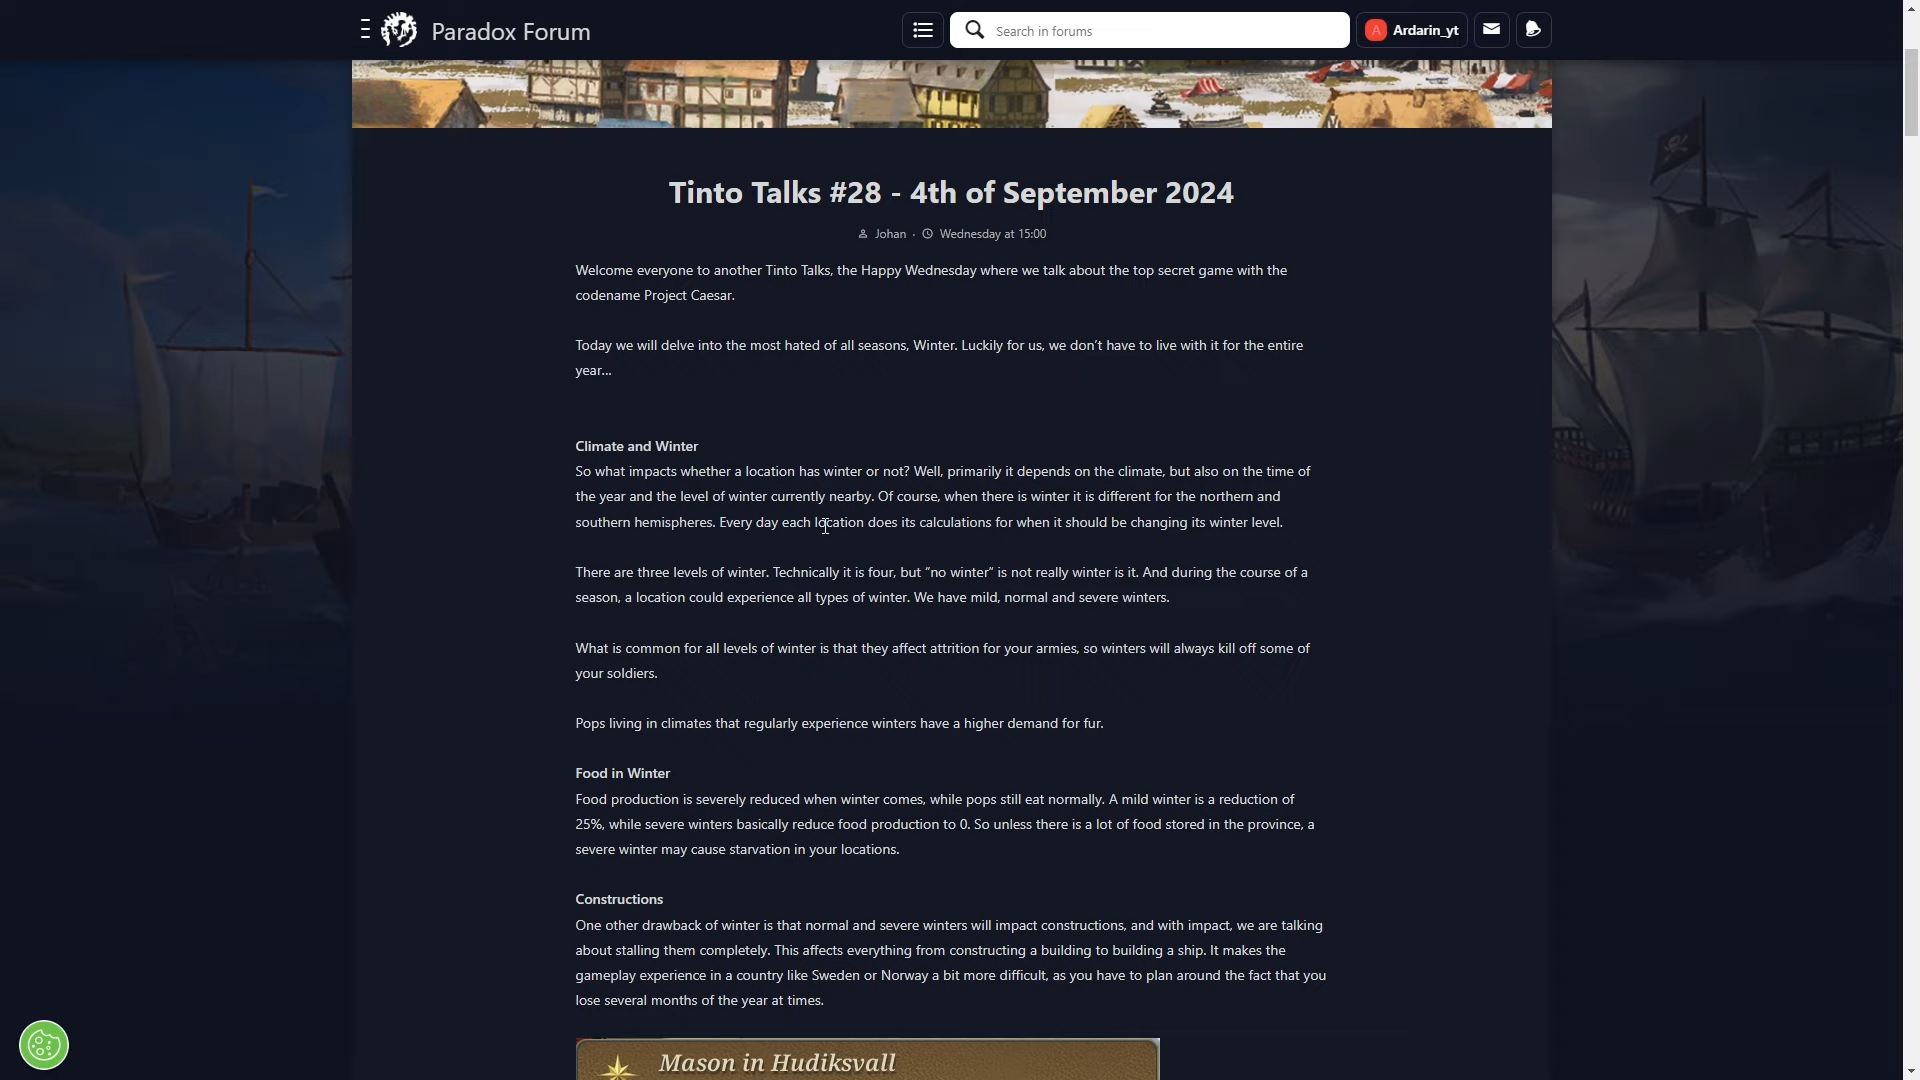 Paradox Forum
Search in forums
A Ardarin_yt
Tinto Talks #28 - 4th of September 2024
Johan · Wednesday at 15:00
Welcome everyone to another Tinto Talks, the Happy Wednesday where we talk about the top secret game with the
codename Project Caesar.
Today we will delve into the most hated of all seasons, Winter. Luckily for us, we don’t have to live with it for the entire
year...
Climate and Winter
So what impacts whether a location has winter or not? Well, primarily it depends on the climate, but also on the time of
the year and the level of winter currently nearby. Of course, when there is winter it is different for the northern and
southern hemispheres. Every day each location does its calculations for when it should be changing its winter level.
There are three levels of winter. Technically it is four, but “no winter” is not really winter is it. And during the course of a
season, a location could experience all types of winter. We have mild, normal and severe winters.
What is common for all levels of winter is that they affect attrition for your armies, so winters will always kill off some of
your soldiers.
Pops living in climates that regularly experience winters have a higher demand for fur.
Food in Winter
Food production is severely reduced when winter comes, while pops still eat normally. A mild winter is a reduction of
25%, while severe winters basically reduce food production to 0. So unless there is a lot of food stored in the province, a
severe winter may cause starvation in your locations.
Constructions
One other drawback of winter is that normal and severe winters will impact constructions, and with impact, we are talking
about stalling them completely. This affects everything from constructing a building to building a ship. It makes the
gameplay experience in a country like Sweden or Norway a bit more difficult, as you have to plan around the fact that you
lose several months of the year at times.
Mason in Hudiksvall